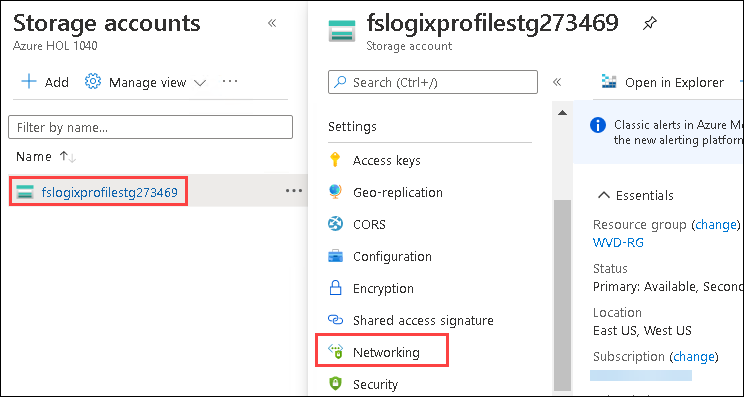 Storage accounts
Azure HOL 1040
Add
Manage view
Filter by name...
Name
fslogixprofilestg273469
fslogixprofilestg273469
Storage account
Search (Ctrl+/)
Settings
Access keys
Geo-replication
CORS
Configuration
Encryption
Shared access signature
Networking
Security
Open in Explorer
Classic alerts in Azure Mo
the new alerting platform
Essentials
Resource group (change)
WVD-RG
Status
Primary: Available, Second
Location
East US, West US
Subscription (change)